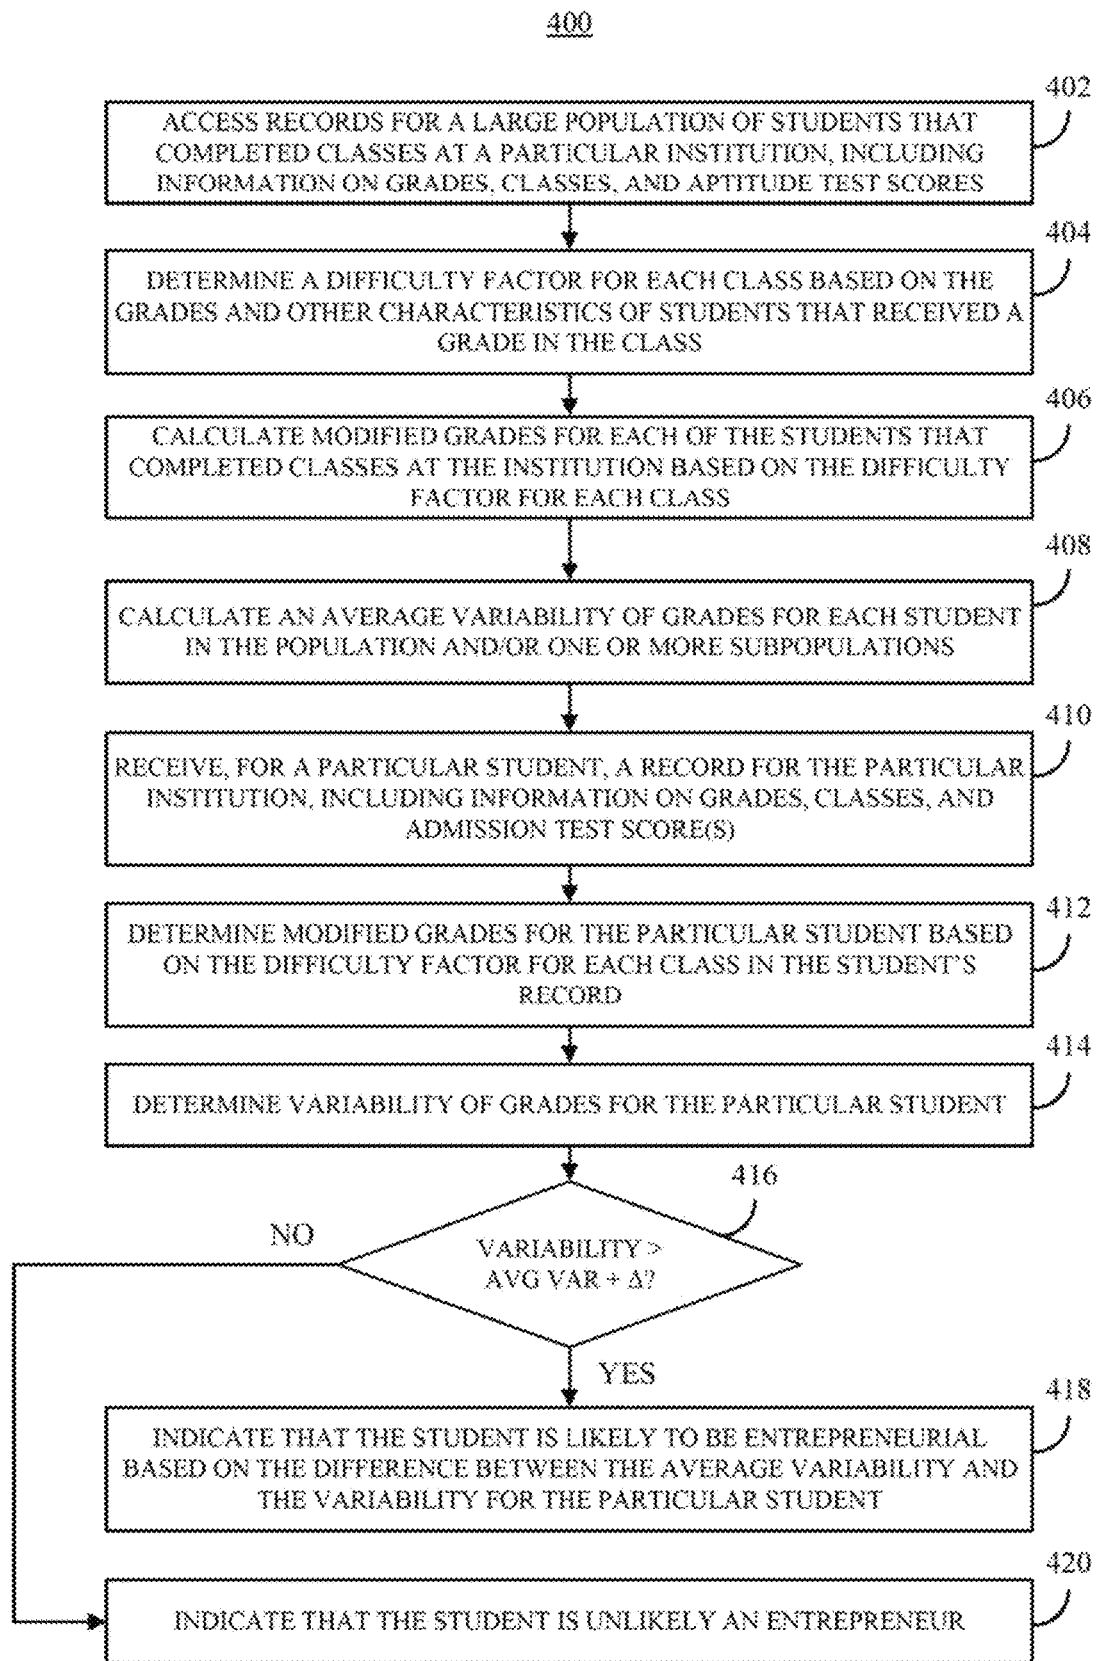 400
402
ACCESS RECORDS FOR A LARGE POPULATION OF STUDENTS THAT
COMPLETED CLASSES AT A PARTICULAR INSTITUTION, INCLUDING
INFORMATION ON GRADES, CLASSES, AND APTITUDE TEST SCORES
404
DETERMINE A DIFFICULTY FACTOR FOR EACH CLASS BASED ON THE
GRADES AND OTHER CHARACTERISTICS OF STUDENTS THAT RECEIVED A
GRADE IN THE CLASS
406
CALCULATE MODIFIED GRADES FOR EACH OF THE STUDENTS THAT
COMPLETED CLASSES AT THE INSTITUTION BASED ON THE DIFFICULTY
FACTOR FOR EACH CLASS
408
CALCULATE AN AVERAGE VARIABILITY OF GRADES FOR EACH STUDENT
IN THE POPULATION AND/OR ONE OR MORE SUBPOPULATIONS
410
RECEIVE, FOR A PARTICULAR STUDENT, A RECORD FOR THE PARTICULAR
INSTITUTION, INCLUDING INFORMATION ON GRADES, CLASSES, AND
ADMISSION TEST SCORE(S)
412
DETERMINE MODIFIED GRADES FOR THE PARTICULAR STUDENT BASED
ON THE DIFFICULTY FACTOR FOR EACH CLASS IN THE STUDENT'S
RECORD
414
DETERMINE VARIABILITY OF GRADES FOR THE PARTICULAR STUDENT
416
NO
VARIABILITY >
AVG VAR + Δ?
YES
418
INDICATE THAT THE STUDENT IS LIKELY TO BE ENTREPRENEURIAL
BASED ON THE DIFFERENCE BETWEEN THE AVERAGE VARIABILITY AND
THE VARIABILITY FOR THE PARTICULAR STUDENT
420
INDICATE THAT THE STUDENT IS UNLIKELY AN ENTREPRENEUR